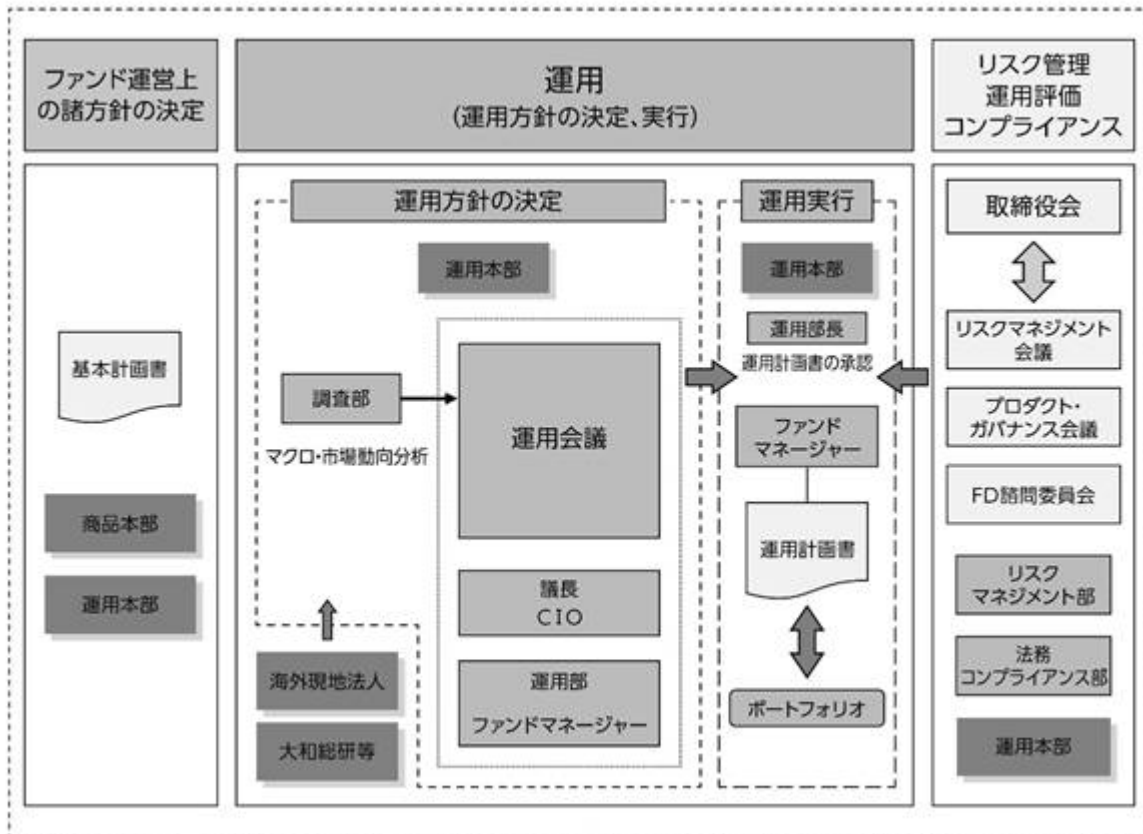 ファンド運営上
の諸方針の決定
運用
(運用方針の決定、実行)
リスク管理
運用評価
コンプライアンス
基本計画書
商品本部
運用本部
運用方針の決定
運用本部
調査部
マクロ・市場動向分析
運用会議
議長
CIO
運用部
ファンドマネージャー
海外現地法人
大和総研等
運用実行
運用本部
運用部長
運用計画書の承認
ファンド
マネージャー
運用計画書
ポートフォリオ
取締役会
リスクマネジメント
会議
プロダクト・
ガバナンス会議
FD諮問委員会
リスク
マネジメント部
法務
コンプライアンス部
運用本部